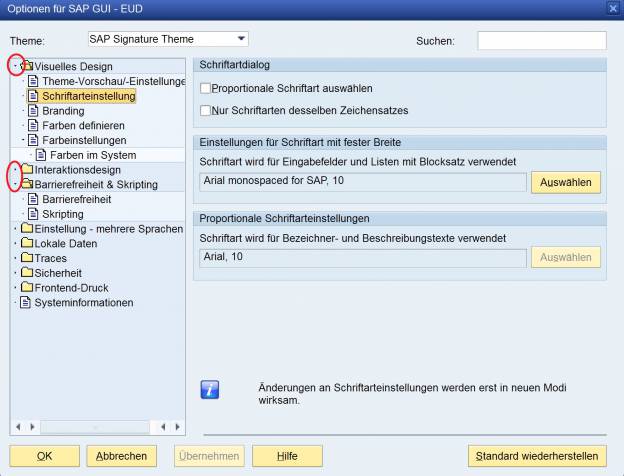 Optionen für SAP GUI - EUD
Theme: SAP Signature Theme Suchen:
Visuelles Design
Theme-Vorschau/-Einstellunge
Schriftarteinstellung
Branding
Farben definieren
Farbeinstellungen
Farben im System
Interaktionsdesign
Barrierefreiheit & Skripting
Barrierefreiheit
Skripting
Einstellung - mehrere Sprachen
Lokale Daten
Traces
Sicherheit
Frontend-Druck
Systeminformationen
Schriftartdialog
Proportionale Schriftart auswählen
Nur Schriftarten desselben Zeichensatzes
Einstellungen für Schriftart mit fester Breite
Schriftart wird für Eingabefelder und Listen mit Blocksatz verwendet
Arial monospaced for SAP, 10 Auswählen
Proportionale Schriftarteinstellungen
Schriftart wird für Bezeichner- und Beschreibungstexte verwendet
Arial, 10 Auswählen
Änderungen an Schriftarteinstellungen werden erst in neuen Modi
wirksam.
OK Abbrechen Übernehmen Hilfe Standard wiederherstellen